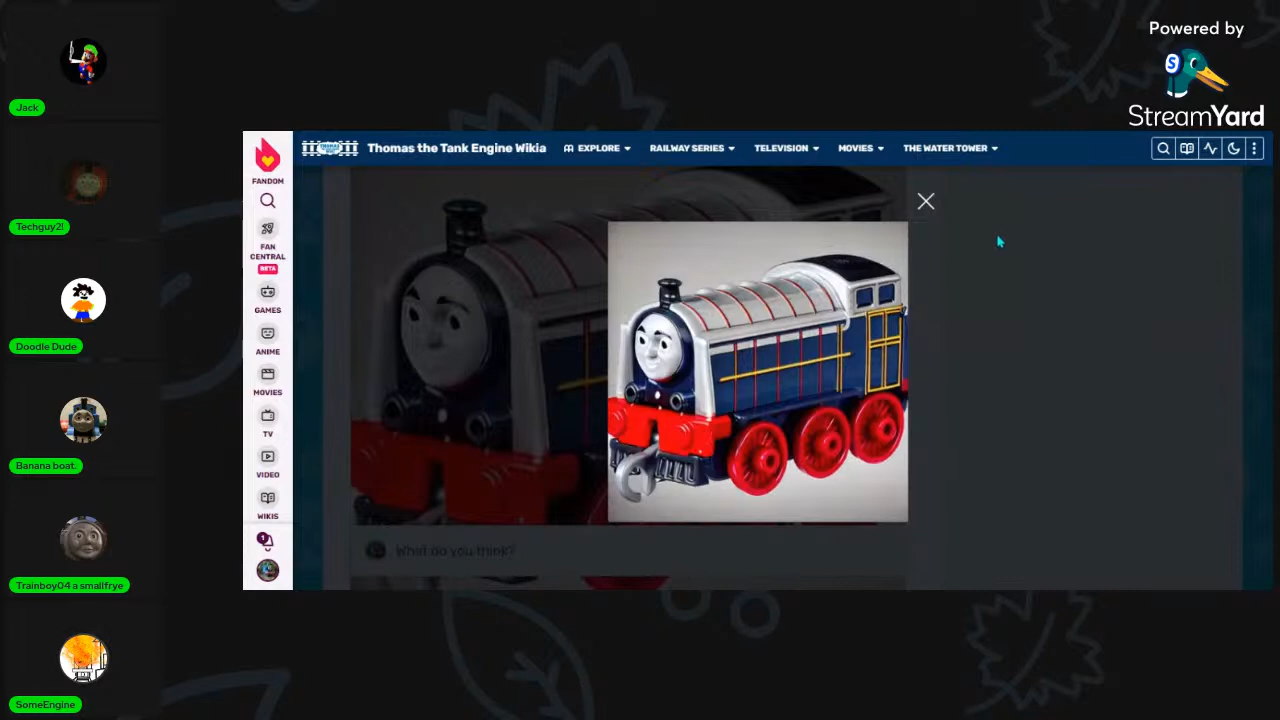 Powered by
StreamYard
Jack
Techguy2!
Doodle Dude
Banana boat.
Trainboy04 a smallfrye
SomeEngine
Thomas the Tank Engine Wikia
EXPLORE
RAILWAY SERIES
TELEVISION
MOVIES
THE WATER TOWER
FANDOM
FAN
CENTRAL
BETA
GAMES
ANIME
MOVIES
TV
VIDEO
WIKIS
1
What do you think?